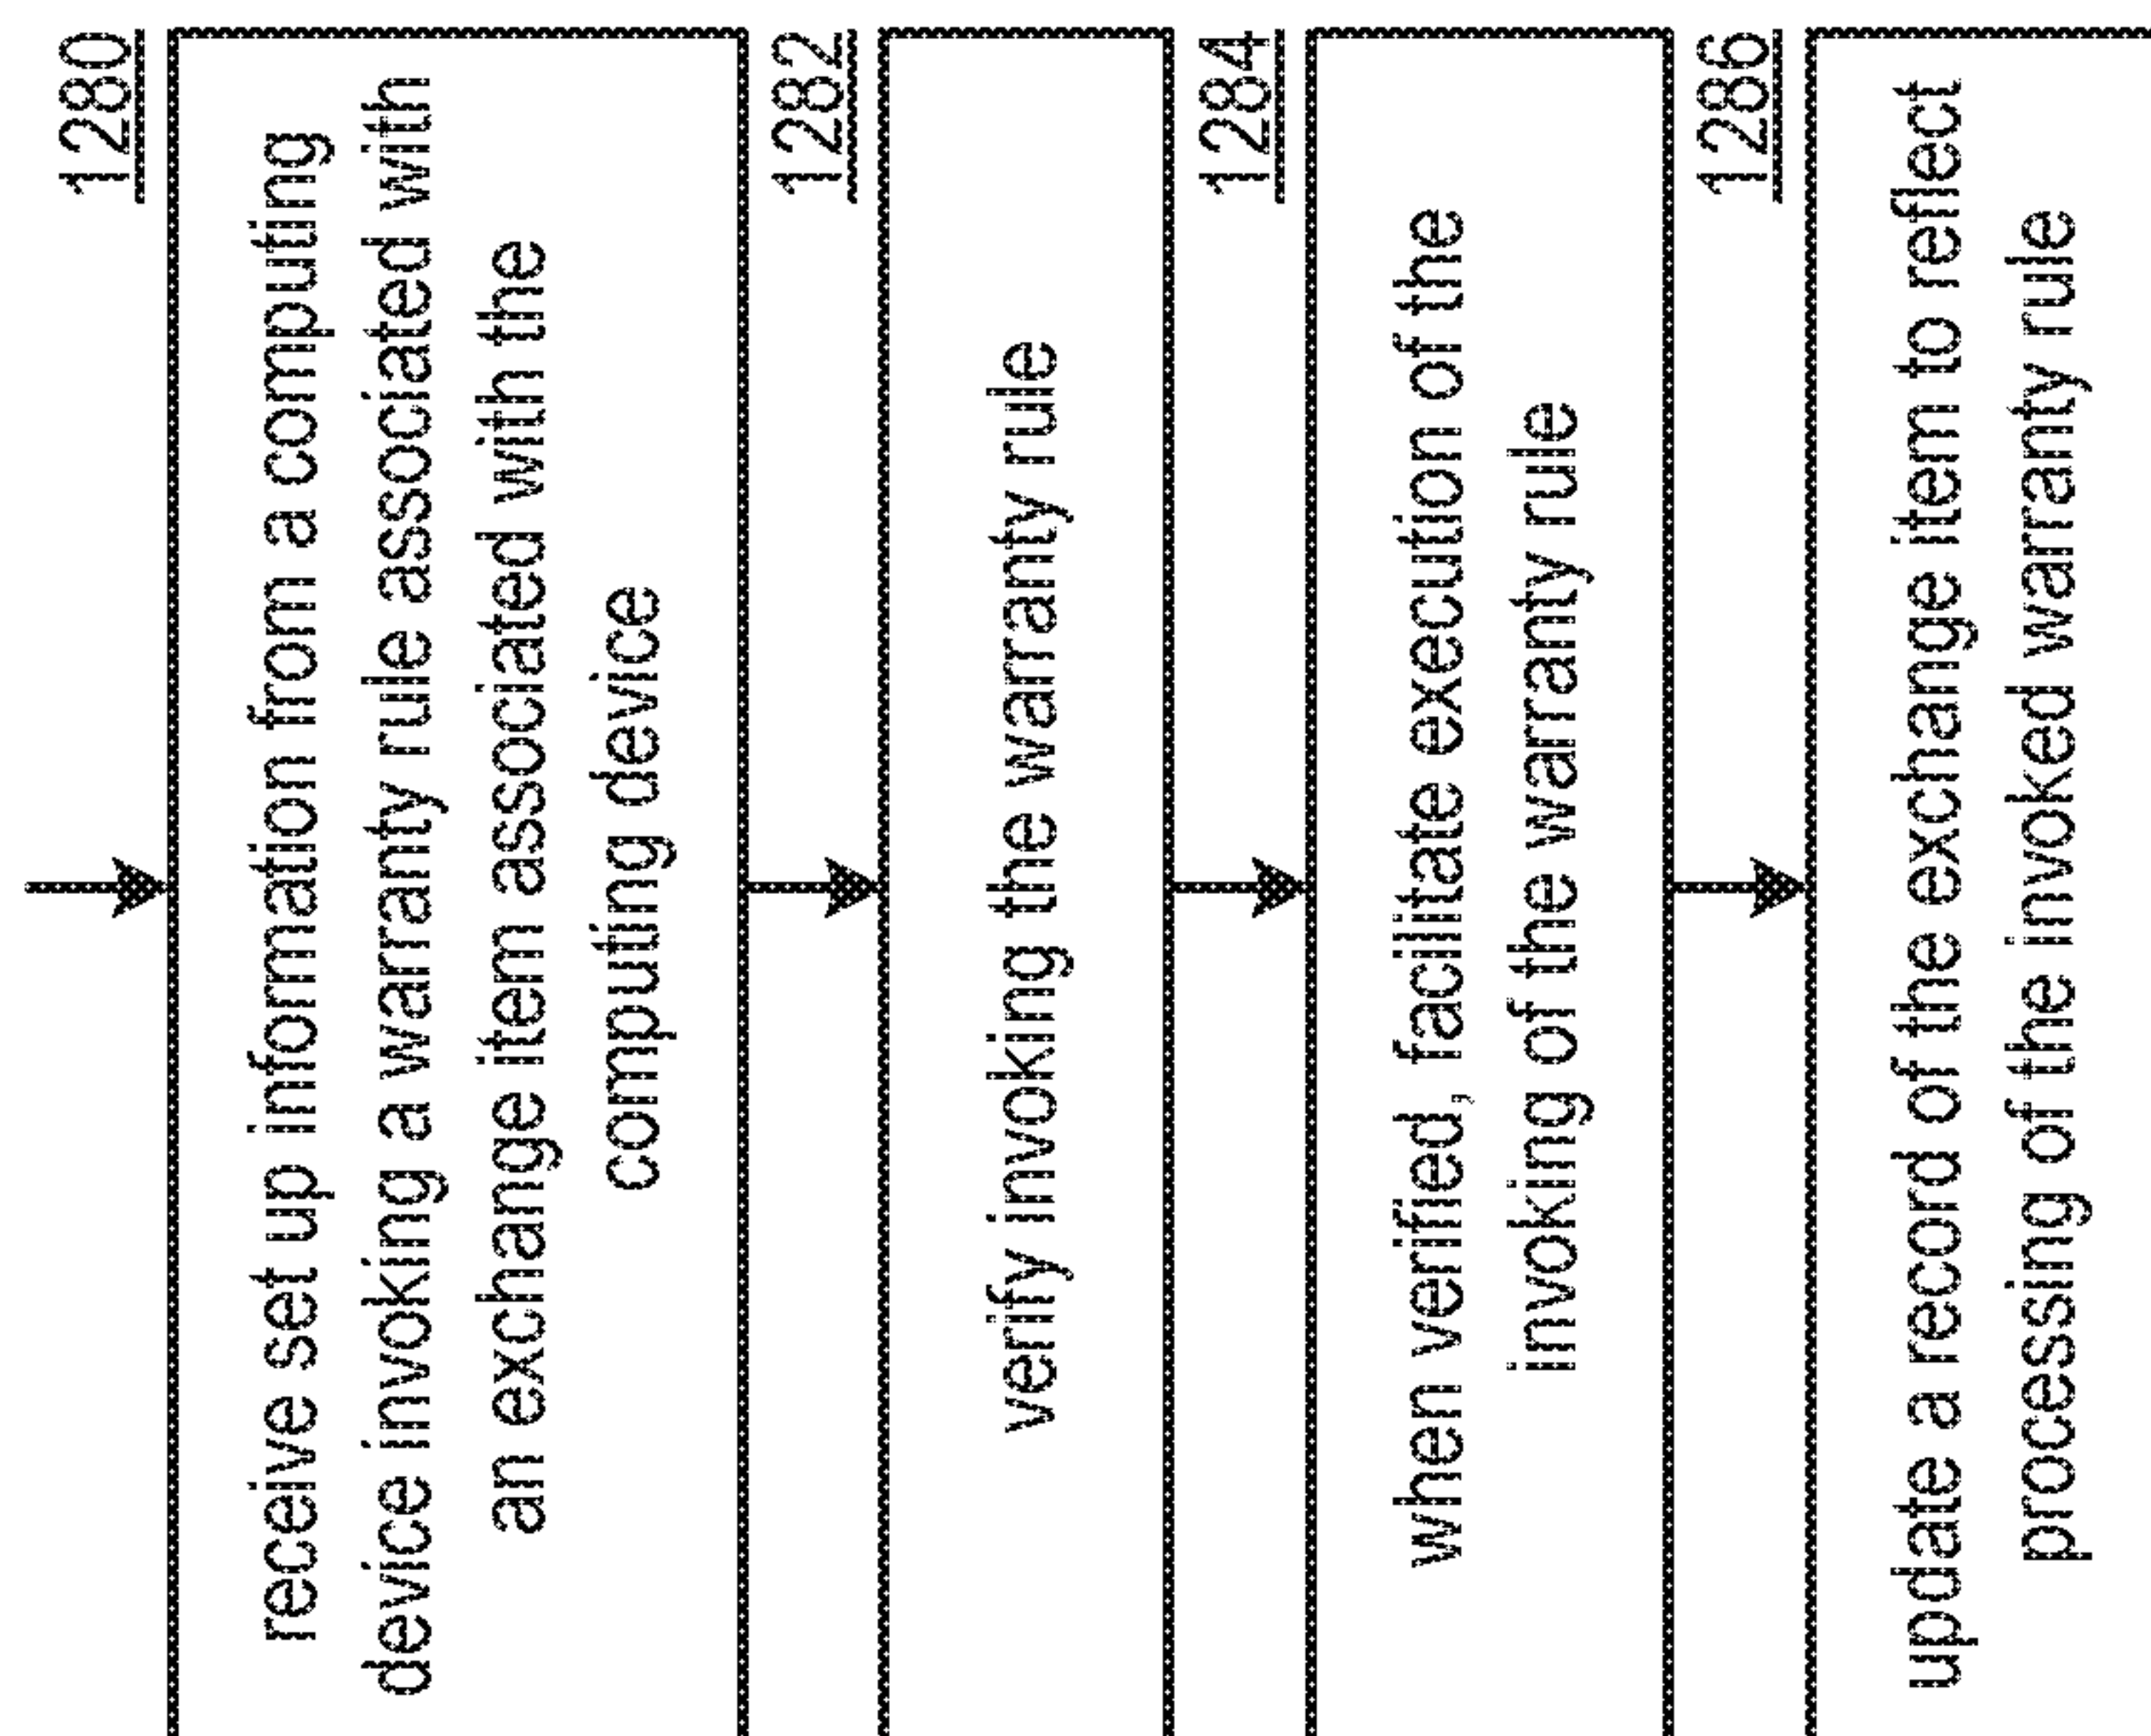 1280
receive set up information from a computing
device invoking a warranty rule associated with
an exchange item associated with the
computing device
1282
verify invoking the warranty rule
1284
when verified, facilitate execution of the
invoking of the warranty rule
1286
update a record of the exchange item to reflect
processing of the invoked warranty rule